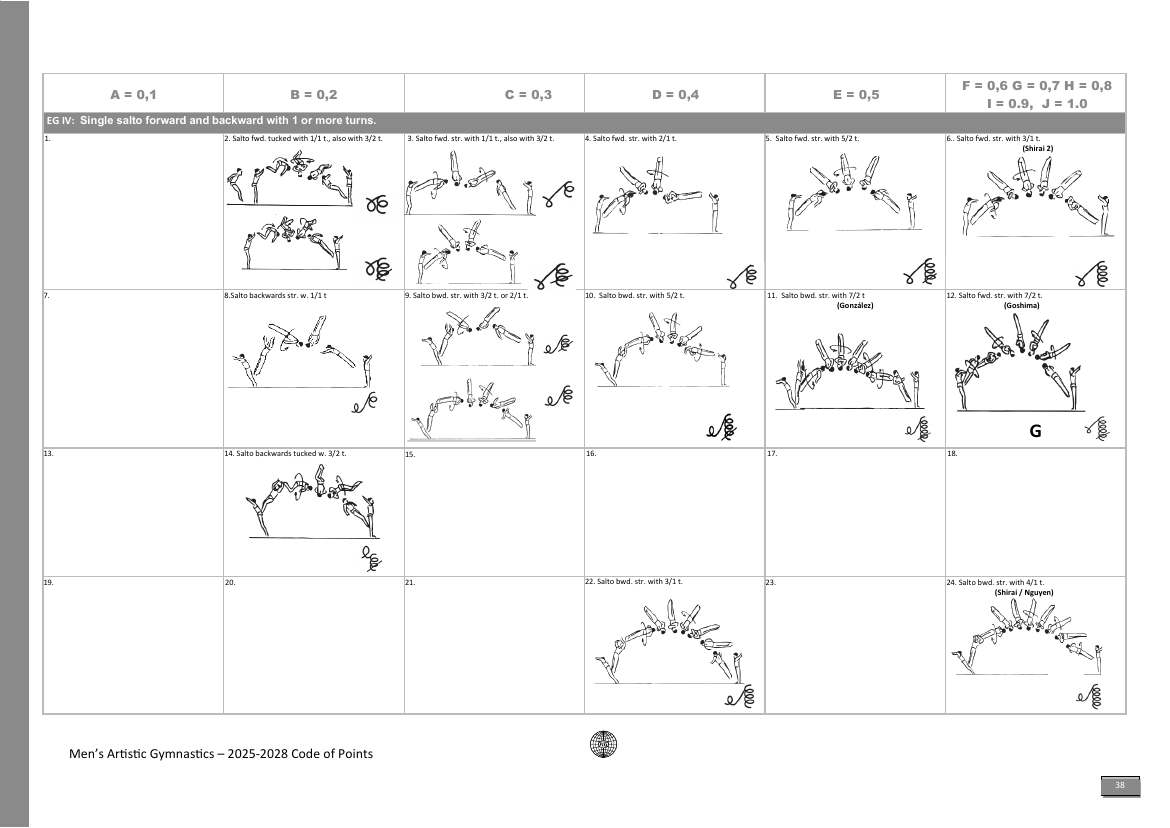 A = 0,1
B = 0,2
C = 0,3
D = 0,4
E = 0,5
F = 0,6 G = 0,7 H = 0,8
I = 0.9, J = 1.0
EG IV: Single salto forward and backward with 1 or more turns.
1.
2. Salto fwd. tucked with 1/1 t., also with 3/2 t.
3. Salto fwd. str. with 1/1 t., also with 3/2 t.
4. Salto fwd. str. with 2/1 t.
5. Salto fwd. str. with 5/2 t.
6.. Salto fwd. str. with 3/1 t.
(Shirai 2)
7.
8.Salto backwards str. w. 1/1 t
9. Salto bwd. str. with 3/2 t. or 2/1 t.
10. Salto bwd. str. with 5/2 t.
11. Salto bwd. str. with 7/2 t
(González)
12. Salto fwd. str. with 7/2 t.
(Goshima)
G
13.
14. Salto backwards tucked w. 3/2 t.
15.
16.
17.
18.
19.
20.
21.
22. Salto bwd. str. with 3/1 t.
23.
24. Salto bwd. str. with 4/1 t.
(Shirai / Nguyen)
Men's Artistic Gymnastics – 2025-2028 Code of Points
38